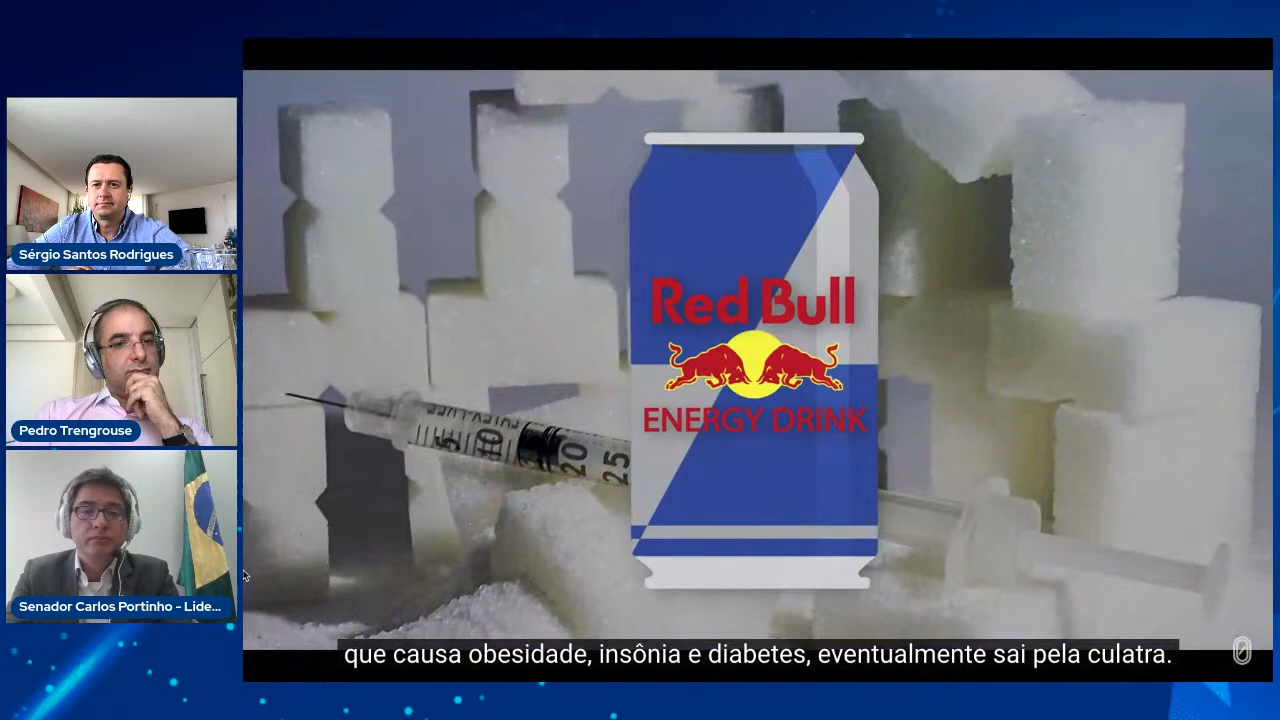 Sérgio Santos Rodrigues
Pedro Trengrouse
Senador Carlos Portinho - Lide...
Red Bull
ENERGY DRINK
5
10
20
25
que causa obesidade, insônia e diabetes, eventualmente sai pela culatra.